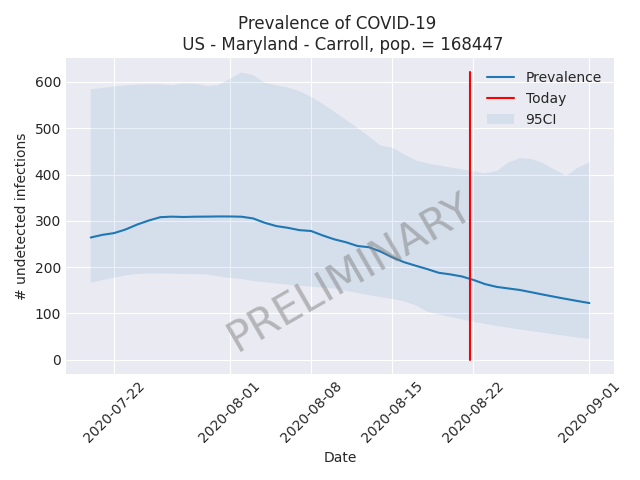 Prevalence of COVID-19
US - Maryland - Carroll, pop. = 168447
# undetected infections
600
500
400
300
200
100
0
Prevalence
Today
95CI
PRELIMINARY
2020-07-22
2020-08-01
2020-08-08
2020-08-15
2020-08-22
2020-09-01
Date